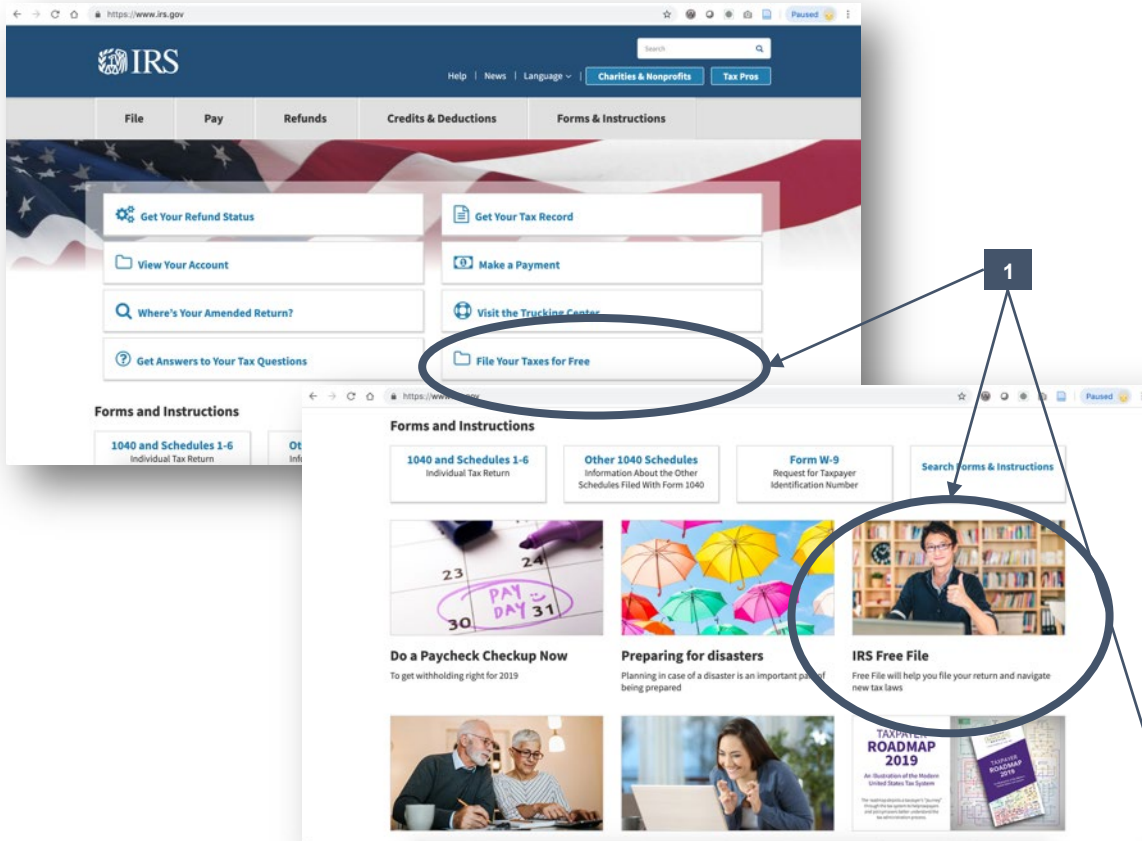 https://www.irs.gov
Paused
IRS
Search
Help | News | Language | Charities & Nonprofits Tax Pros
File Pay Refunds Credits & Deductions Forms & Instructions
Get Your Refund Status
Get Your Tax Record
View Your Account
Make a Payment
Where's Your Amended Return?
Visit the Trucking Center
Get Answers to Your Tax Questions
File Your Taxes for Free
1
Forms and Instructions
1040 and Schedules 1-6
Individual Tax Return
Paused
Forms and Instructions
1040 and Schedules 1-6
Individual Tax Return
Other 1040 Schedules
Information About the Other
Schedules Filed With Form 1040
Form W-9
Request for Taxpayer
Identification Number
Search Forms & Instructions
23 24
30 31
PAY
DAY
Do a Paycheck Checkup Now
To get withholding right for 2019
Preparing for disasters
Planning in case of a disaster is an important part of
being prepared
IRS Free File
Free File will help you file your return and navigate
new tax laws
TAXPAYER
ROADMAP
2019
An Illustration of the Modern
United States Tax System
TAXPAYER
ROADMAP
2019